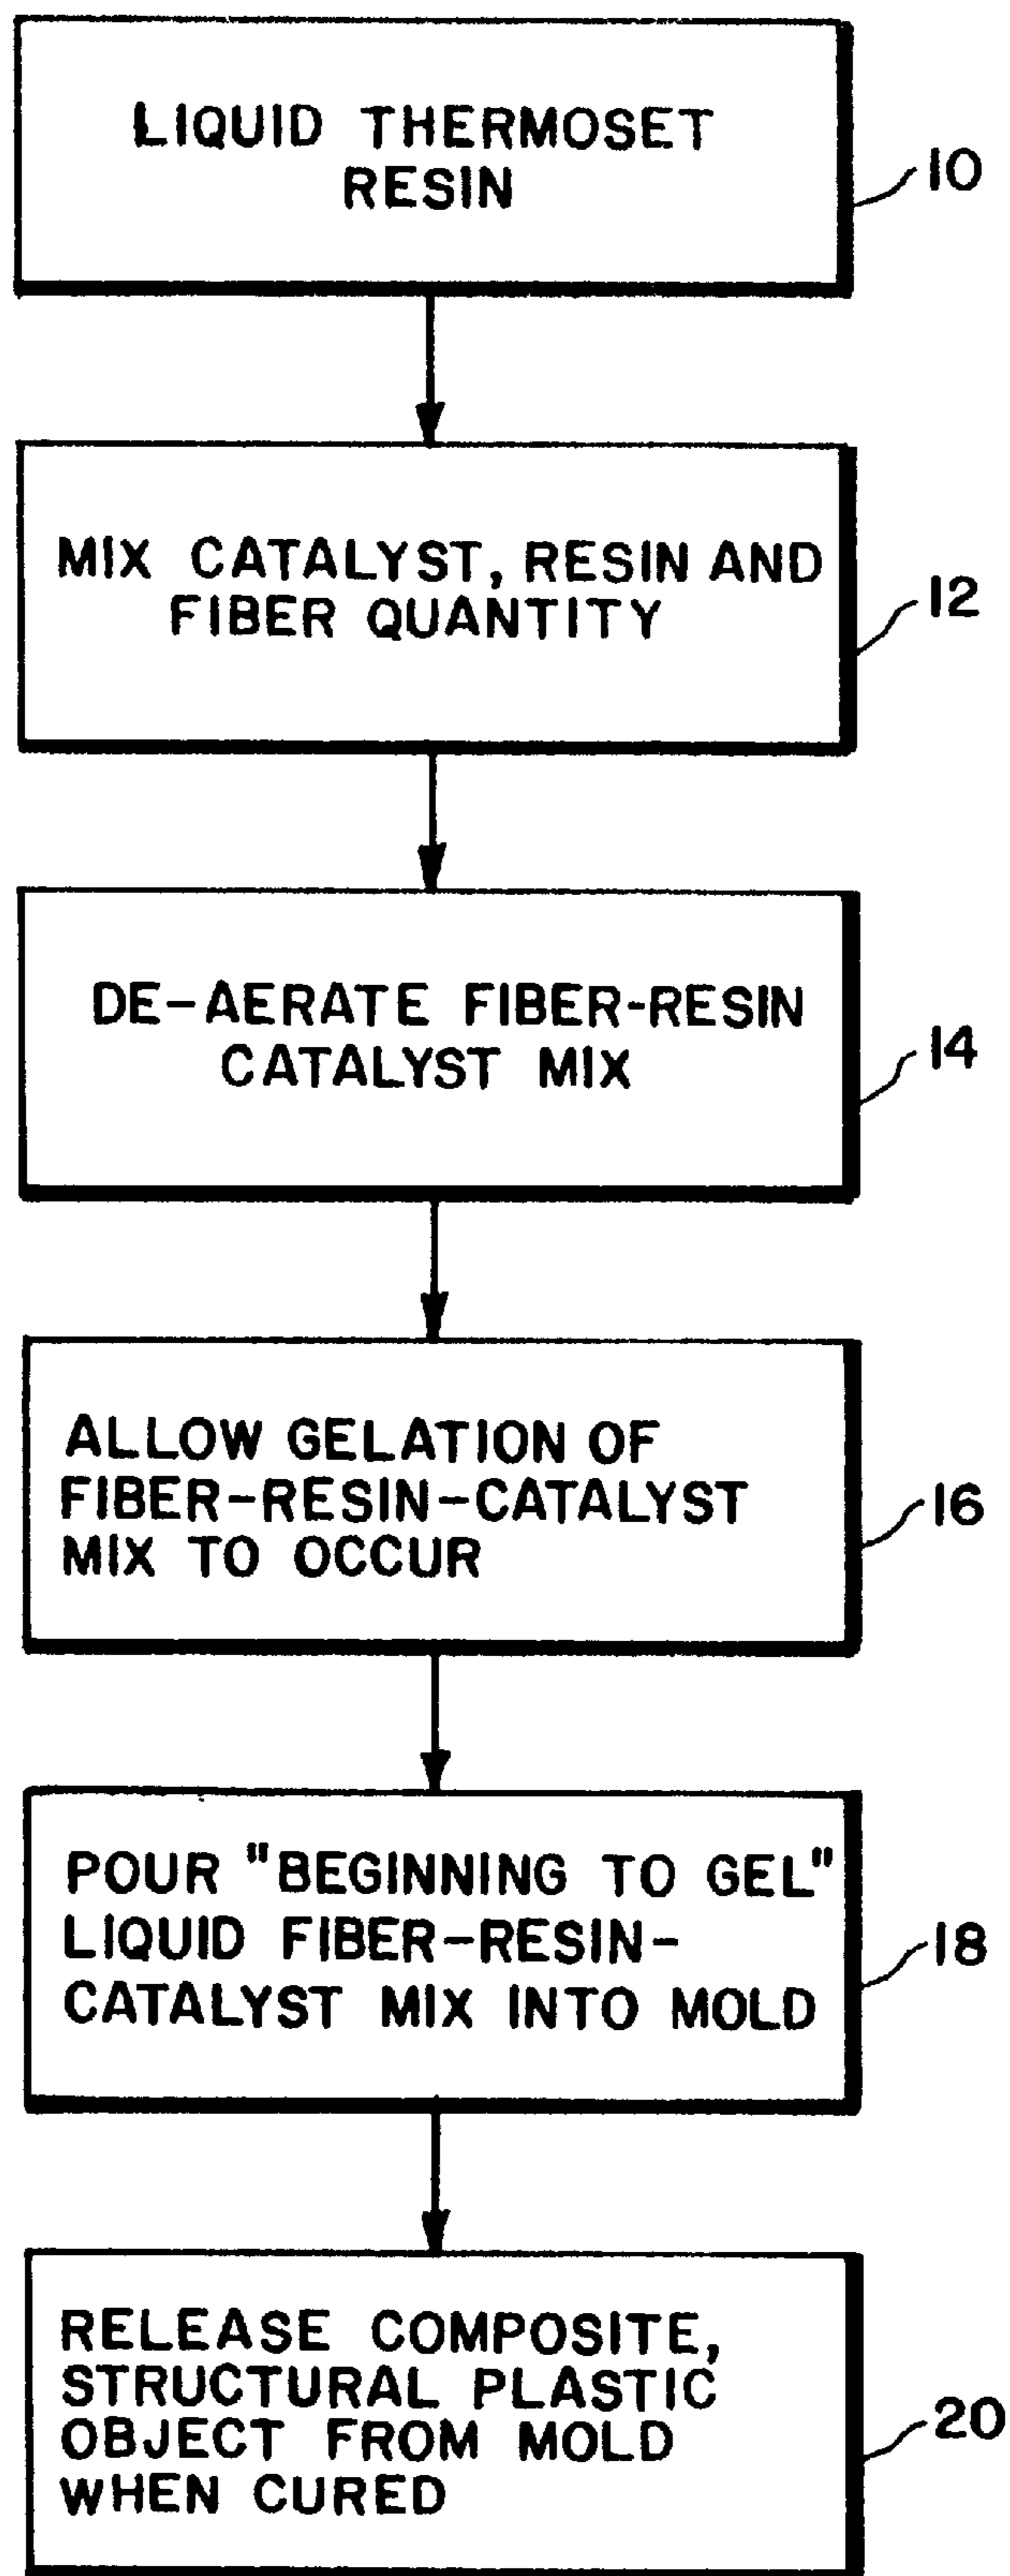 LIQUID THERMOSET
RESIN
10
MIX CATALYST, RESIN AND
FIBER QUANTITY
12
DE-AERATE FIBER-RESIN
CATALYST MIX
14
ALLOW GELATION OF
FIBER-RESIN-CATALYST
MIX TO OCCUR
16
POUR "BEGINNING TO GEL"
LIQUID FIBER-RESIN-
CATALYST MIX INTO MOLD
18
RELEASE COMPOSITE,
STRUCTURAL PLASTIC
OBJECT FROM MOLD
WHEN CURED
20